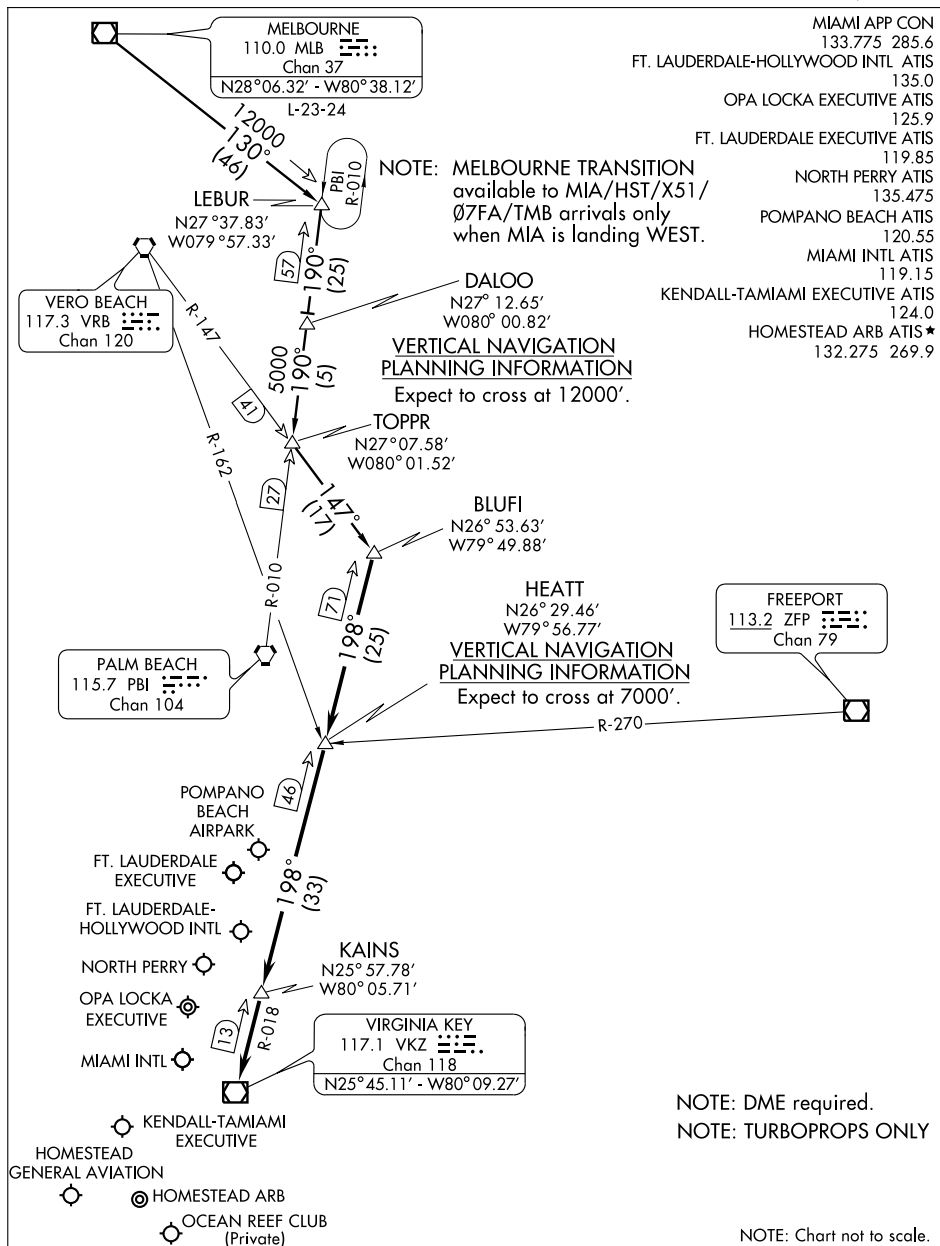 MELBOURNE
110.0 MLB
Chan 37
N28°06.32' - W80°38.12'
L-23-24
MIAMI APP CON
133.775 285.6
FT. LAUDERDALE-HOLLYWOOD INTL ATIS
135.0
OPA LOCKA EXECUTIVE ATIS
125.9
FT. LAUDERDALE EXECUTIVE ATIS
119.85
NORTH PERRY ATIS
135.475
POMPANO BEACH ATIS
120.55
MIAMI INTL ATIS
119.15
KENDALL-TAMIAMI EXECUTIVE ATIS
124.0
HOMESTEAD ARB ATIS★
132.275 269.9
12000
130°
(46)
PBI
R-010
NOTE: MELBOURNE TRANSITION
available to MIA/HST/X51/
Ø7FA/TMB arrivals only
when MIA is landing WEST.
LEBUR
N27°37.83'
W079°57.33'
57
190°
(25)
VERO BEACH
117.3 VRB
Chan 120
R-147
41
R-162
DALOO
N27°12.65'
W080°00.82'
VERTICAL NAVIGATION
PLANNING INFORMATION
Expect to cross at 12000'.
5000
190°
(5)
TOPPR
N27°07.58'
W080°01.52'
27
R-010
147°
(17)
BLUFI
N26°53.63'
W79°49.88'
71
198°
(25)
PALM BEACH
115.7 PBI
Chan 104
HEATT
N26°29.46'
W79°56.77'
VERTICAL NAVIGATION
PLANNING INFORMATION
Expect to cross at 7000'.
FREEPORT
113.2 ZFP
Chan 79
R-270
46
198°
(33)
POMPANO
BEACH
AIRPARK
FT. LAUDERDALE
EXECUTIVE
FT. LAUDERDALE-
HOLLYWOOD INTL
NORTH PERRY
OPA LOCKA
EXECUTIVE
MIAMI INTL
KAINS
N25°57.78'
W80°05.71'
13
R-018
VIRGINIA KEY
117.1 VKZ
Chan 118
N25°45.11' - W80°09.27'
KENDALL-TAMIAMI
EXECUTIVE
HOMESTEAD
GENERAL AVIATION
HOMESTEAD ARB
OCEAN REEF CLUB
(Private)
NOTE: DME required.
NOTE: TURBOPROPS ONLY
NOTE: Chart not to scale.